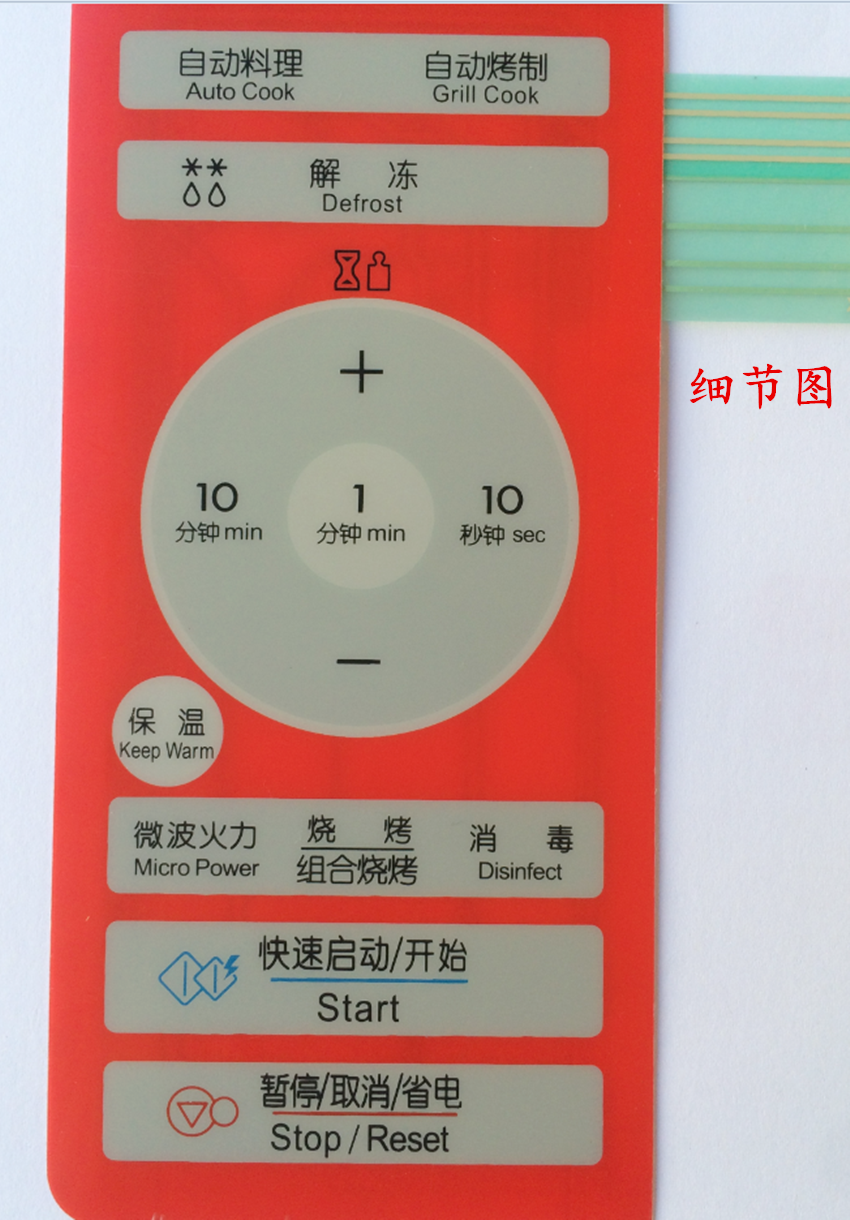 自动料理 自动烤制
Auto Cook Grill Cook
解 冻
Defrost
细节图
+
10 1 10
分钟 min 分钟 min 秒钟 sec
−
保 温
Keep Warm
微波火力 烧 烤 消 毒
Micro Power 组合烧烤 Disinfect
快速启动/开始
Start
暂停/取消/省电
Stop / Reset